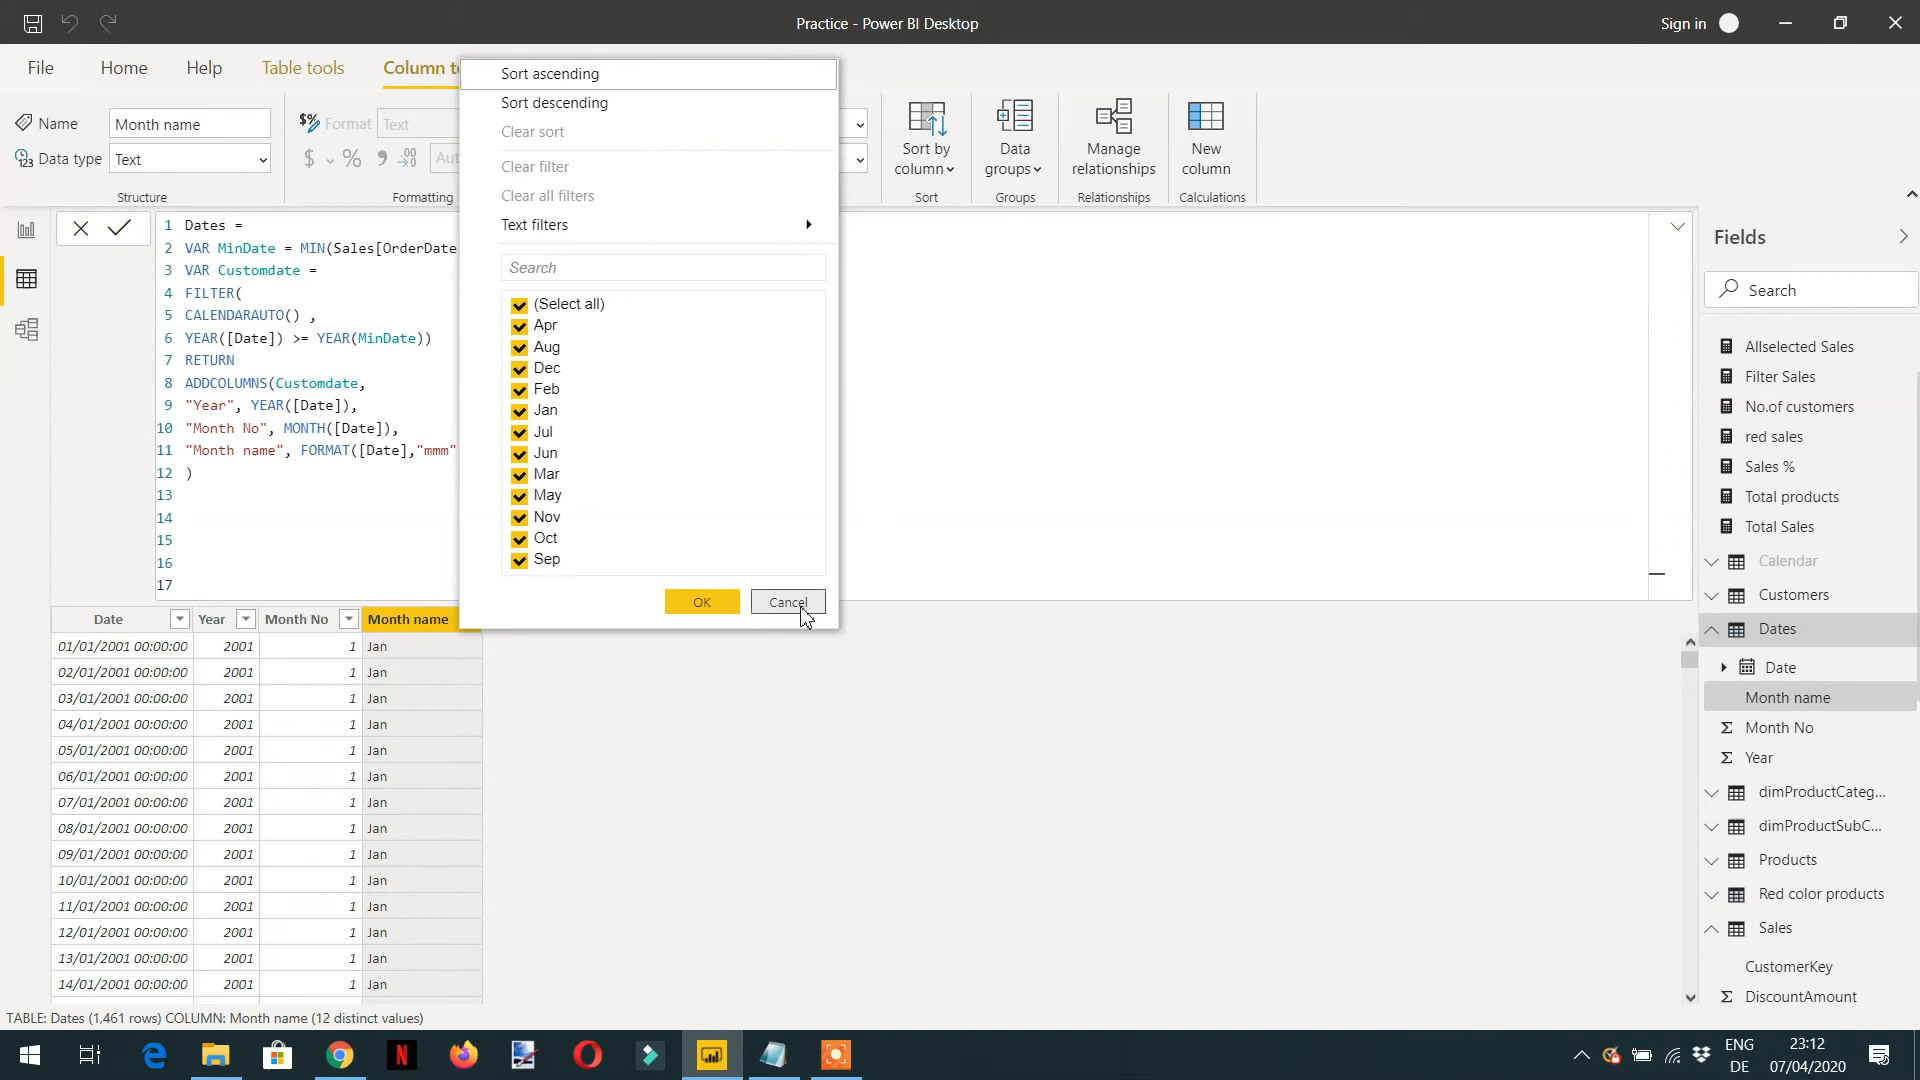 Practice - Power BI Desktop
Sign in
File
Home
Help
Table tools
Column t
Name
Month name
Data type
Text
Structure
Format
Text
Formatting
Sort by
column
Sort
Data
groups
Groups
Manage
relationships
Relationships
New
column
Calculations
Sort ascending
Sort descending
Clear sort
Clear filter
Clear all filters
Text filters
Search
(Select all)
Apr
Aug
Dec
Feb
Jan
Jul
Jun
Mar
May
Nov
Oct
Sep
OK
Cancel
1 Dates =
2 VAR MinDate = MIN(Sales[OrderDate
3 VAR Customdate =
4 FILTER(
5 CALENDARAUTO() ,
6 YEAR([Date]) >= YEAR(MinDate))
7 RETURN
8 ADDCOLUMNS(Customdate,
9 "Year", YEAR([Date]),
10 "Month No", MONTH([Date]),
11 "Month name", FORMAT([Date],"mmm"
12 )
13
14
15
16
17
Date Year Month No Month name
01/01/2001 00:00:00 2001 1 Jan
02/01/2001 00:00:00 2001 1 Jan
03/01/2001 00:00:00 2001 1 Jan
04/01/2001 00:00:00 2001 1 Jan
05/01/2001 00:00:00 2001 1 Jan
06/01/2001 00:00:00 2001 1 Jan
07/01/2001 00:00:00 2001 1 Jan
08/01/2001 00:00:00 2001 1 Jan
09/01/2001 00:00:00 2001 1 Jan
10/01/2001 00:00:00 2001 1 Jan
11/01/2001 00:00:00 2001 1 Jan
12/01/2001 00:00:00 2001 1 Jan
13/01/2001 00:00:00 2001 1 Jan
14/01/2001 00:00:00 2001 1 Jan
Fields
Search
Allselected Sales
Filter Sales
No.of customers
red sales
Sales %
Total products
Total Sales
Calendar
Customers
Dates
Date
Month name
Month No
Year
dimProductCateg...
dimProductSubC...
Products
Red color products
Sales
CustomerKey
DiscountAmount
TABLE: Dates (1,461 rows) COLUMN: Month name (12 distinct values)
ENG
DE
23:12
07/04/2020